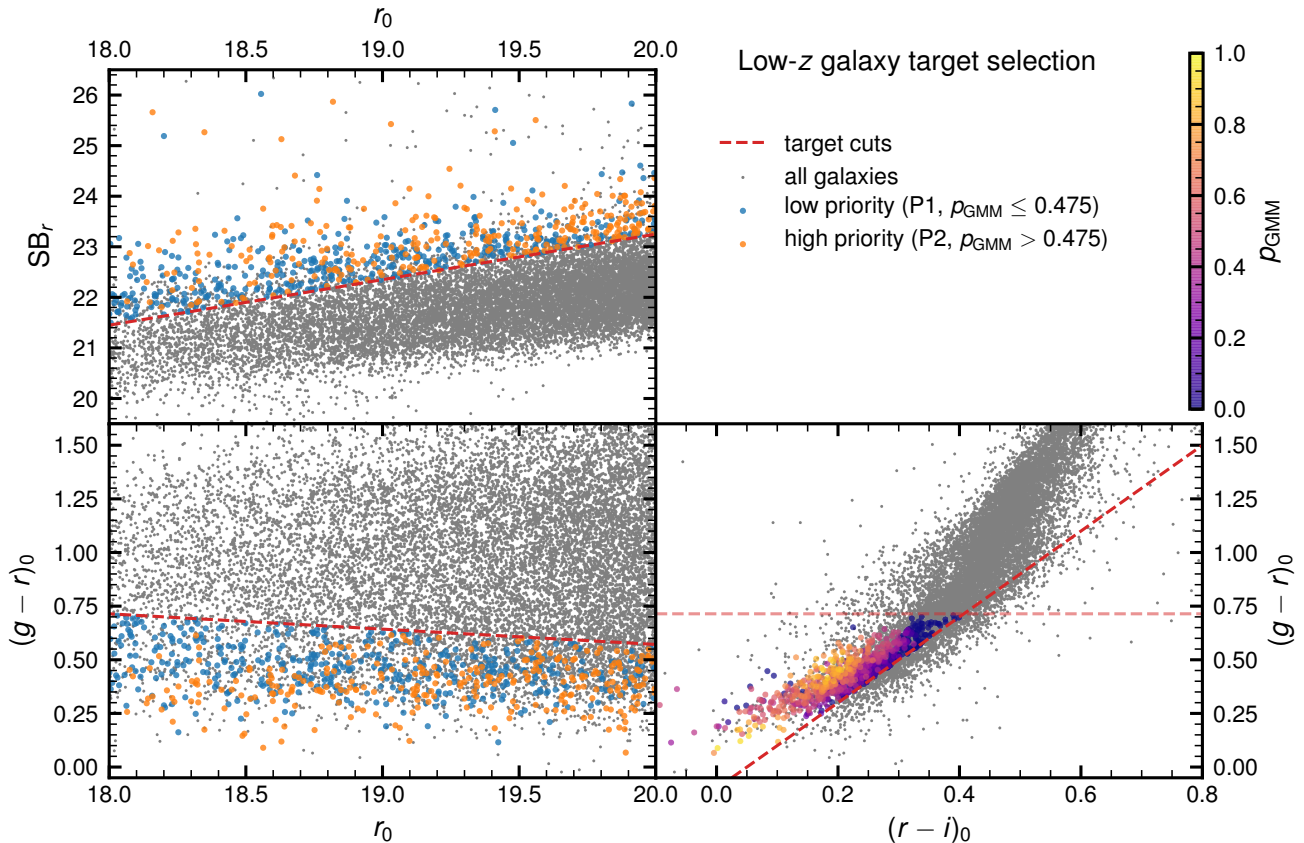 r₀
18.0 18.5 19.0 19.5 20.0
Low-z galaxy target selection
target cuts
all galaxies
low priority (P1, p_GMM ≤ 0.475)
high priority (P2, p_GMM > 0.475)
1.0
0.8
0.6
0.4
0.2
0.0
p_GMM
26
25
24
23
22
21
20
SB_r
1.50
1.25
1.00
0.75
0.50
0.25
0.00
(g − r)₀
18.0 18.5 19.0 19.5 20.0
r₀
0.0 0.2 0.4 0.6 0.8
(r − i)₀
1.50
1.25
1.00
0.75
0.50
0.25
0.00
(g − r)₀